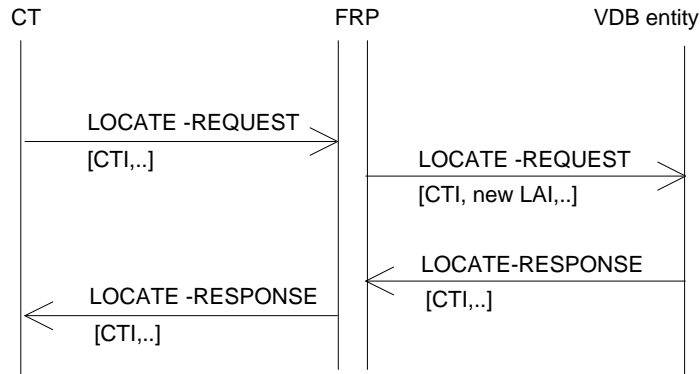 CT FRP VDB entity
LOCATE -REQUEST
[CTI,..]
LOCATE -REQUEST
[CTI, new LAI,..]
LOCATE-RESPONSE
[CTI,..]
LOCATE -RESPONSE
[CTI,..]